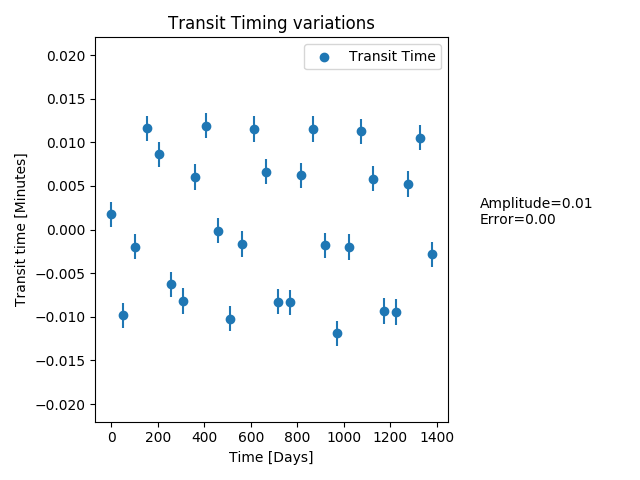 Transit Timing variations
Transit Time
Transit time [Minutes]
0.020
0.015
0.010
0.005
0.000
−0.005
−0.010
−0.015
−0.020
Amplitude=0.01
Error=0.00
0 200 400 600 800 1000 1200 1400
Time [Days]